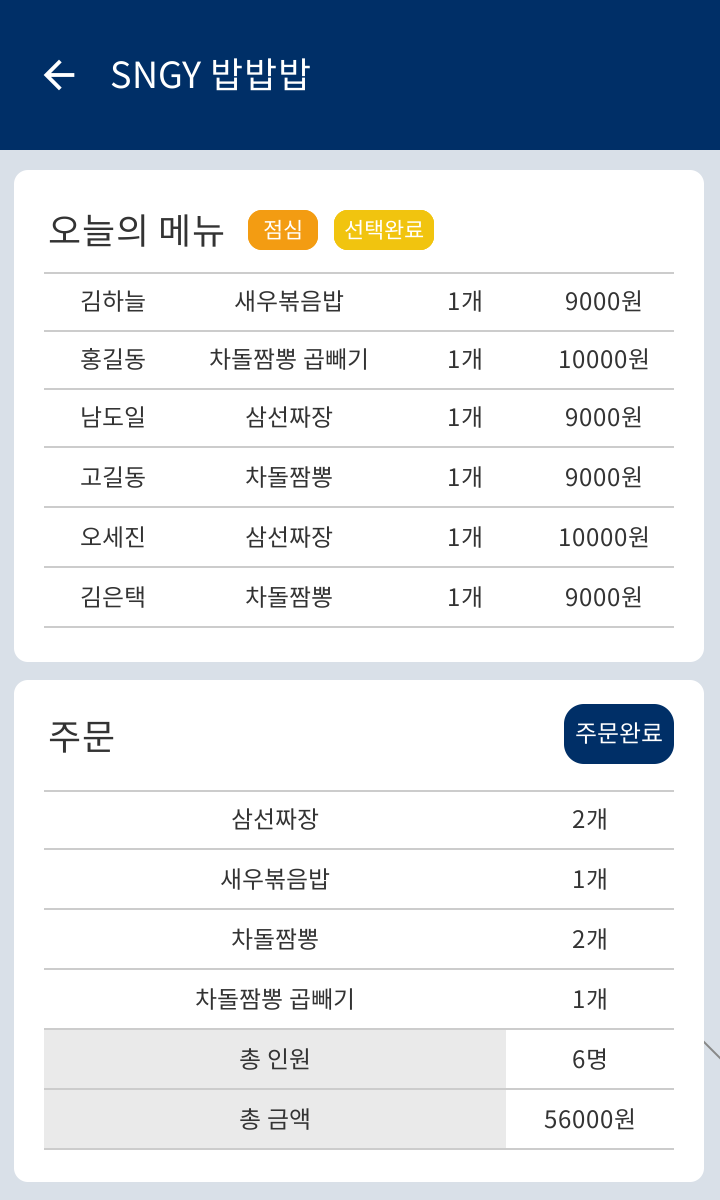 SNGY 밥밥밥
오늘의 메뉴 점심 선택완료
김하늘 새우볶음밥 1개 9000원
홍길동 차돌짬뽕 곱빼기 1개 10000원
남도일 삼선짜장 1개 9000원
고길동 차돌짬뽕 1개 9000원
오세진 삼선짜장 1개 10000원
김은택 차돌짬뽕 1개 9000원
주문 주문완료
삼선짜장 2개
새우볶음밥 1개
차돌짬뽕 2개
차돌짬뽕 곱빼기 1개
총 인원 6명
총 금액 56000원